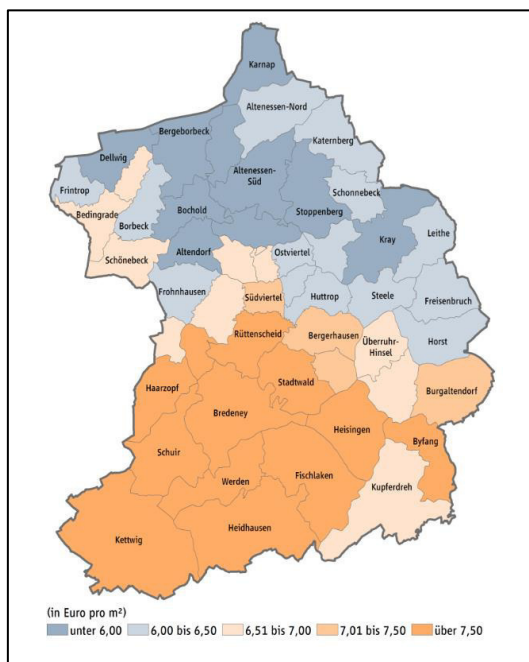 Karnap
Altenessen-Nord
Bergeborbeck
Katernberg
Dellwig
Altenessen-
Süd
Schonnebeck
Frintrop
Bedingrade
Borbeck
Bochold
Stoppenberg
Leithe
Kray
Schönebeck
Altendorf
Ostviertel
Frohnhausen
Südviertel
Huttrop
Steele
Freisenbruch
Rüttenscheid
Bergerhausen
Überruhr-
Hinsel
Horst
Haarzopf
Stadtwald
Burgaltendorf
Bredeney
Heisingen
Byfang
Schuir
Fischlaken
Werden
Kupferdreh
Heidhausen
Kettwig
(in Euro pro m²)
unter 6,00 6,00 bis 6,50 6,51 bis 7,00 7,01 bis 7,50 über 7,50